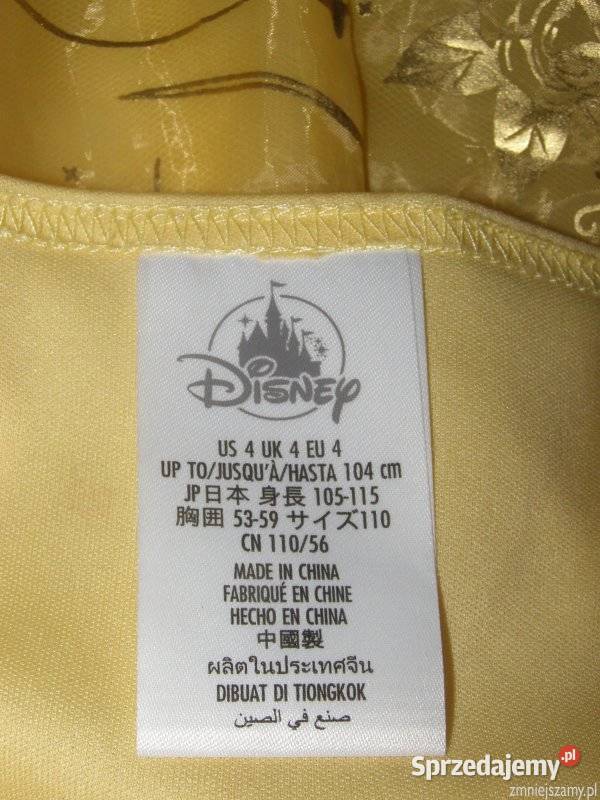 Disney
US 4 UK 4 EU 4
UP TO/JUSQU'À/HASTA 104 cm
JP日本 身長 105-115
胸囲 53-59 サイズ110
CN 110/56
MADE IN CHINA
FABRIQUÉ EN CHINE
HECHO EN CHINA
中國製
ผลิตในประเทศจีน
DIBUAT DI TIONGKOK
صنع في الصين
Sprzedajemy.pl
zmniejszamy.pl